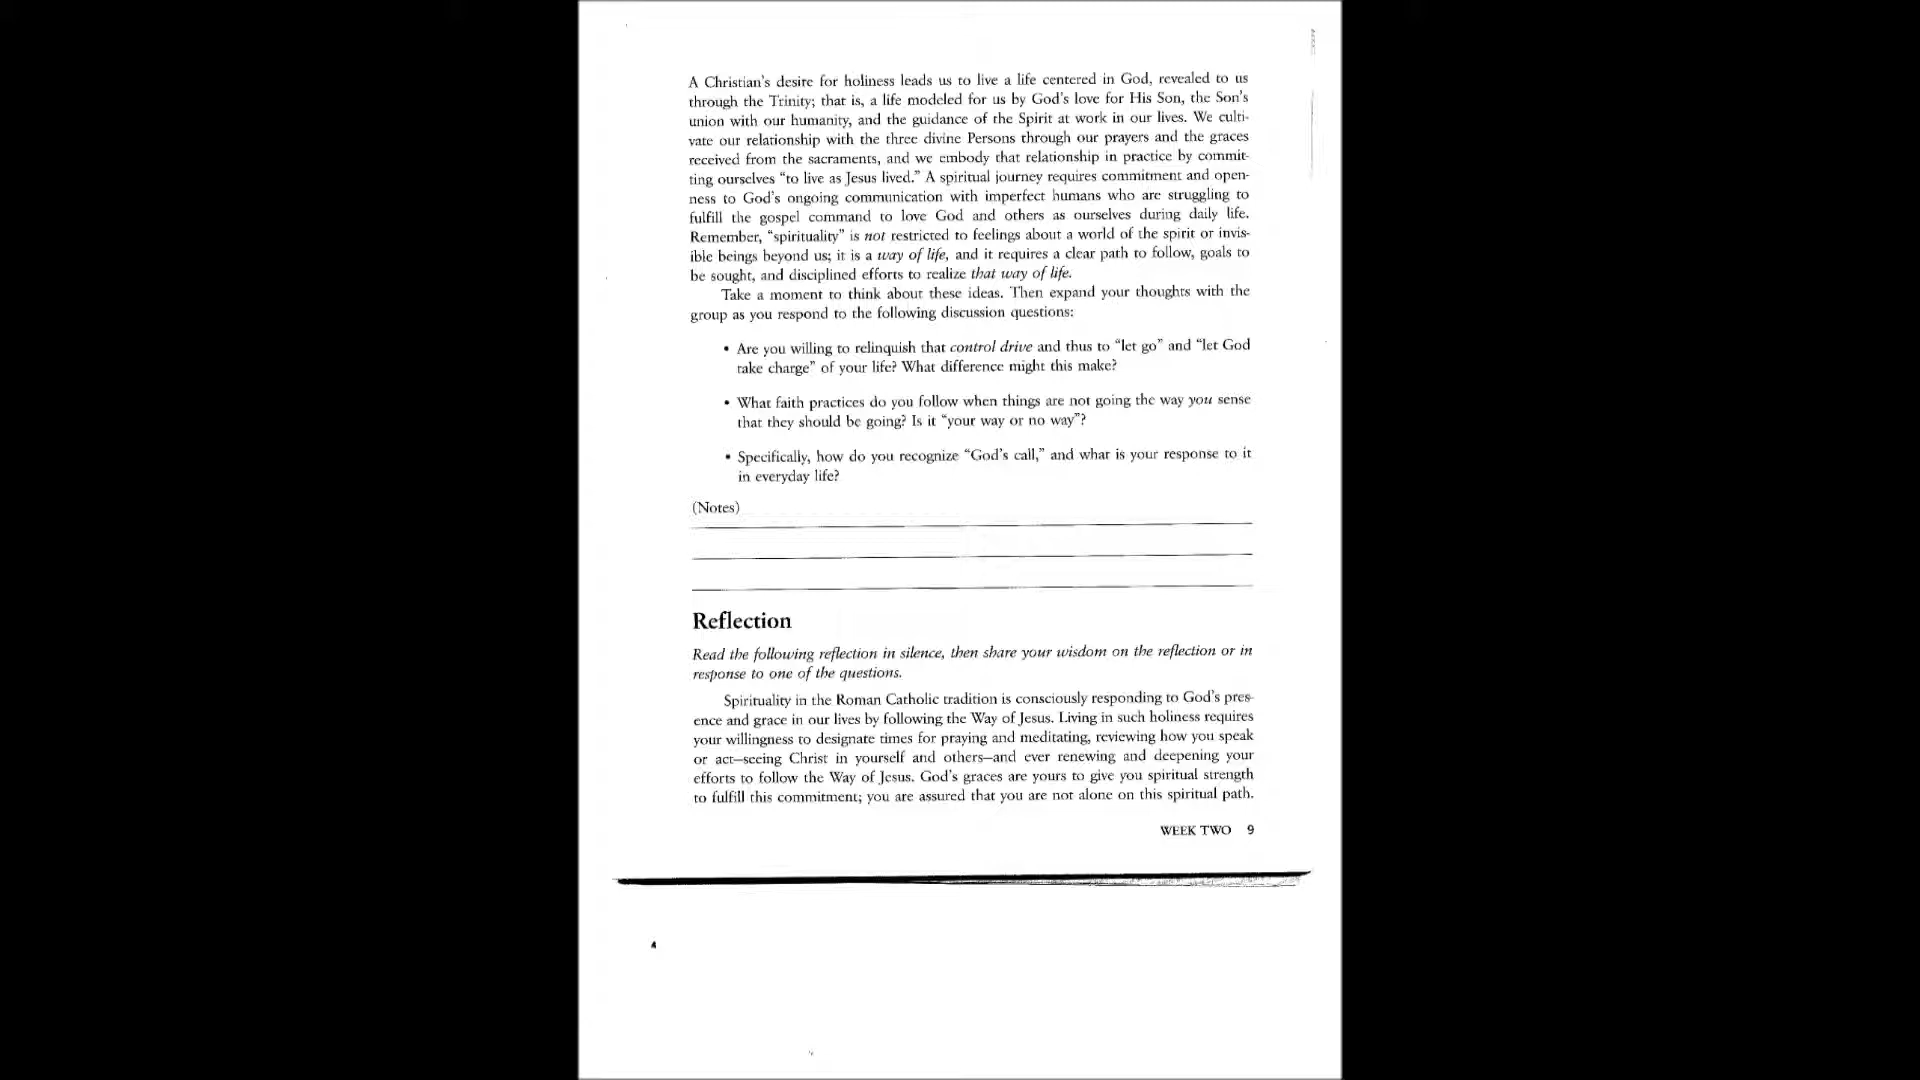 A Christian's desire for holiness leads us to live a life centered in God, revealed to us
through the Trinity; that is, a life modeled for us by God's love for His Son, the Son's
union with our humanity, and the guidance of the Spirit at work in our lives. We culti-
vate our relationship with the three divine Persons through our prayers and the graces
received from the sacraments, and we embody that relationship in practice by commit-
ting ourselves “to live as Jesus lived.” A spiritual journey requires commitment and open-
ness to God's ongoing communication with imperfect humans who are struggling to
fulfill the gospel command to love God and others as ourselves during daily life.
Remember, “spirituality” is not restricted to feelings about a world of the spirit or invis-
ible beings beyond us; it is a way of life, and it requires a clear path to follow, goals to
be sought, and disciplined efforts to realize that way of life.
Take a moment to think about these ideas. Then expand your thoughts with the
group as you respond to the following discussion questions:
• Are you willing to relinquish that control drive and thus to “let go” and “let God
take charge” of your life? What difference might this make?
• What faith practices do you follow when things are not going the way you sense
that they should be going? Is it “your way or no way”?
• Specifically, how do you recognize “God's call,” and what is your response to it
in everyday life?
(Notes)
Reflection
Read the following reflection in silence, then share your wisdom on the reflection or in
response to one of the questions.
Spirituality in the Roman Catholic tradition is consciously responding to God's pres-
ence and grace in our lives by following the Way of Jesus. Living in such holiness requires
your willingness to designate times for praying and meditating, reviewing how you speak
or act—seeing Christ in yourself and others—and ever renewing and deepening your
efforts to follow the Way of Jesus. God's graces are yours to give you spiritual strength
to fulfill this commitment; you are assured that you are not alone on this spiritual path.
WEEK TWO 9